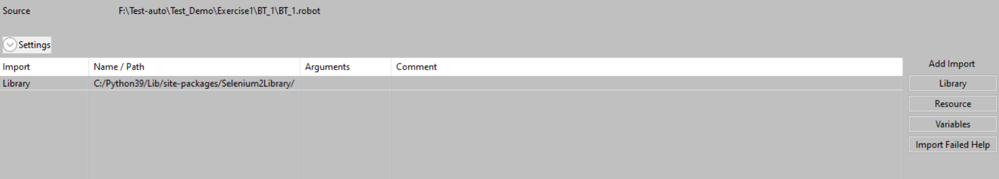 Source F:\Test-auto\Test_Demo\Exercise1\BT_1\BT_1.robot
Settings
Import Name / Path Arguments Comment
Library C:/Python39/Lib/site-packages/Selenium2Library/
Add Import
Library
Resource
Variables
Import Failed Help